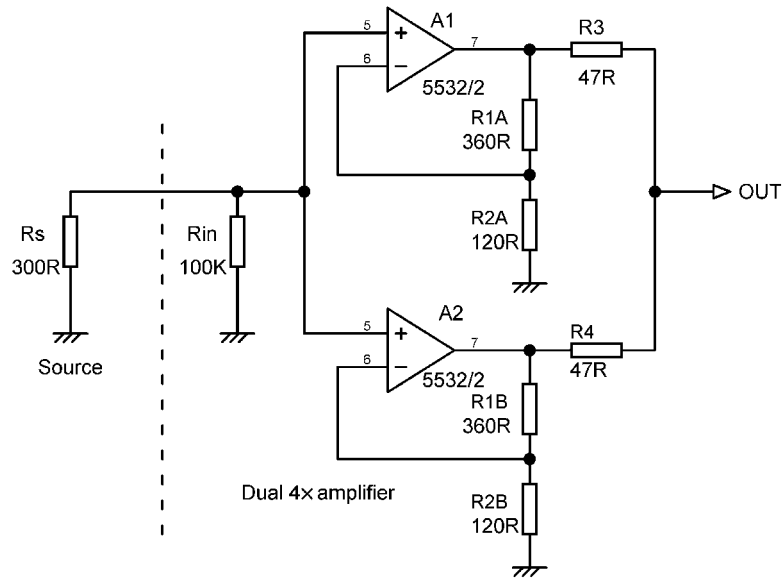 A1
R3
5
+
7
6
−
47R
5532/2
R1A
360R
OUT
R2A
120R
Rs
300R
Rin
100K
A2
R4
5
+
7
6
−
47R
5532/2
R1B
360R
Source
Dual 4× amplifier
R2B
120R